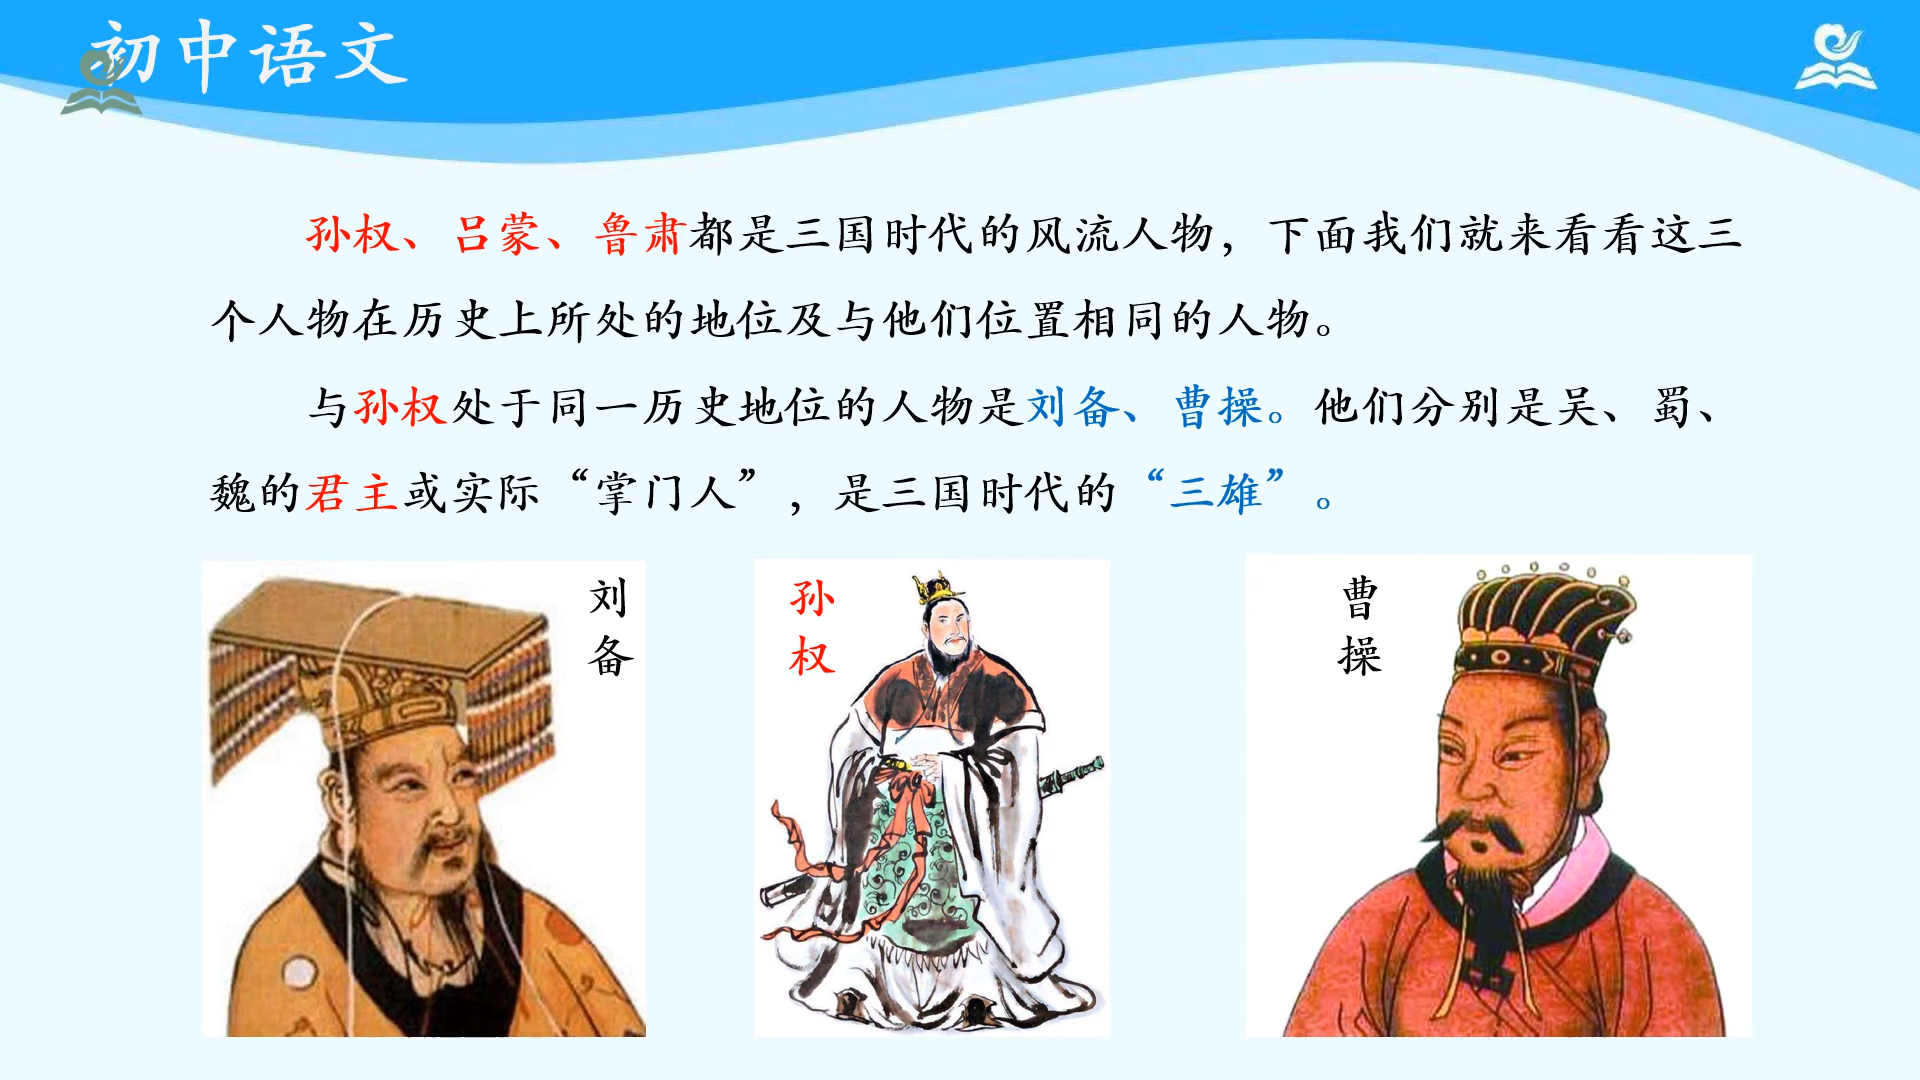 初中语文
孙权、吕蒙、鲁肃都是三国时代的风流人物，下面我们就来看看这三
个人物在历史上所处的地位及与他们位置相同的人物。
与孙权处于同一历史地位的人物是刘备、曹操。他们分别是吴、蜀、
魏的君主或实际“掌门人”，是三国时代的“三雄”。
刘备
孙权
曹操